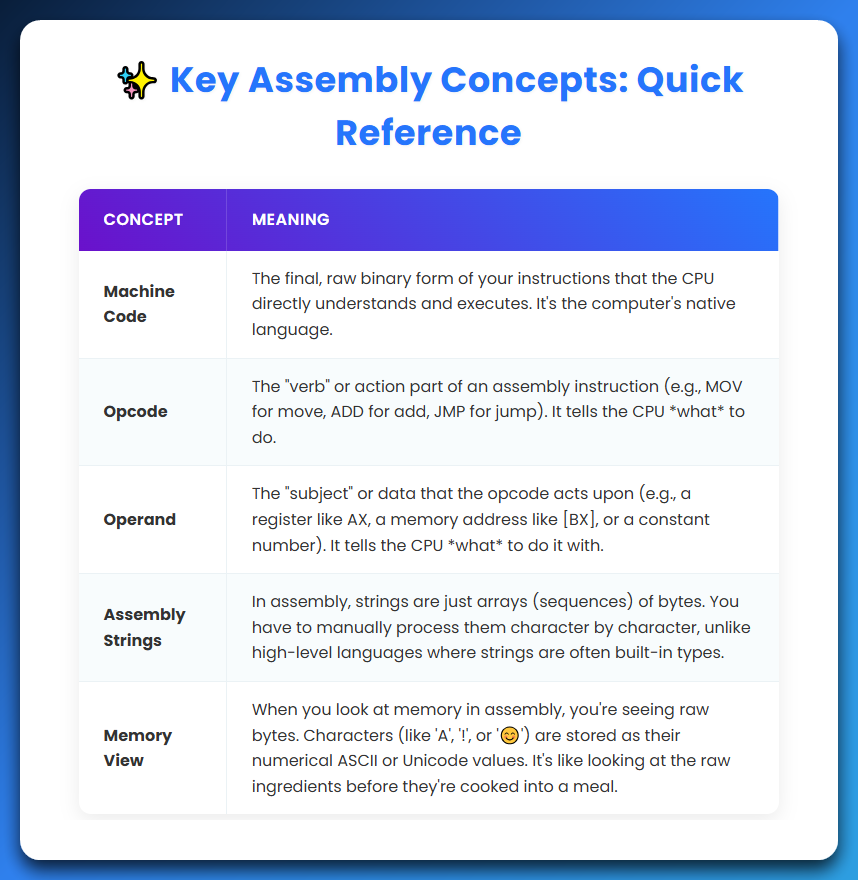 ✨ Key Assembly Concepts: Quick
Reference
CONCEPT
MEANING
Machine
Code
The final, raw binary form of your instructions that the CPU
directly understands and executes. It's the computer's native
language.
Opcode
The "verb" or action part of an assembly instruction (e.g., MOV
for move, ADD for add, JMP for jump). It tells the CPU *what* to
do.
Operand
The "subject" or data that the opcode acts upon (e.g., a
register like AX, a memory address like [BX], or a constant
number). It tells the CPU *what* to do it with.
Assembly
Strings
In assembly, strings are just arrays (sequences) of bytes. You
have to manually process them character by character, unlike
high-level languages where strings are often built-in types.
Memory
View
When you look at memory in assembly, you're seeing raw
bytes. Characters (like 'A', '!', or '😊') are stored as their
numerical ASCII or Unicode values. It's like looking at the raw
ingredients before they're cooked into a meal.